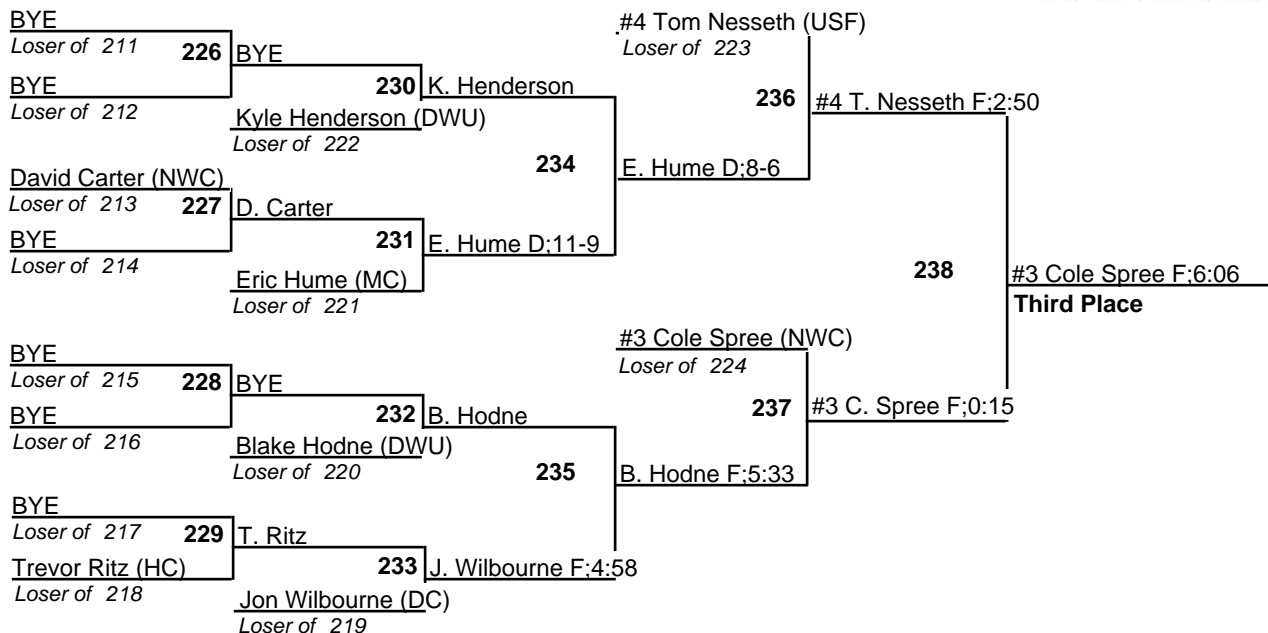 BYE
Loser of 211
226
BYE
BYE
Loser of 212
230
K. Henderson
Kyle Henderson (DWU)
Loser of 222
David Carter (NWC)
Loser of 213
227
D. Carter
BYE
Loser of 214
231
E. Hume D;11-9
Eric Hume (MC)
Loser of 221
234
E. Hume D;8-6
#4 Tom Nesseth (USF)
Loser of 223
236
#4 T. Nesseth F;2:50
BYE
Loser of 215
228
BYE
BYE
Loser of 216
232
B. Hodne
Blake Hodne (DWU)
Loser of 220
BYE
Loser of 217
229
T. Ritz
Trevor Ritz (HC)
Loser of 218
233
J. Wilbourne F;4:58
Jon Wilbourne (DC)
Loser of 219
235
B. Hodne F;5:33
#3 Cole Spree (NWC)
Loser of 224
237
#3 C. Spree F;0:15
238
#3 Cole Spree F;6:06
Third Place